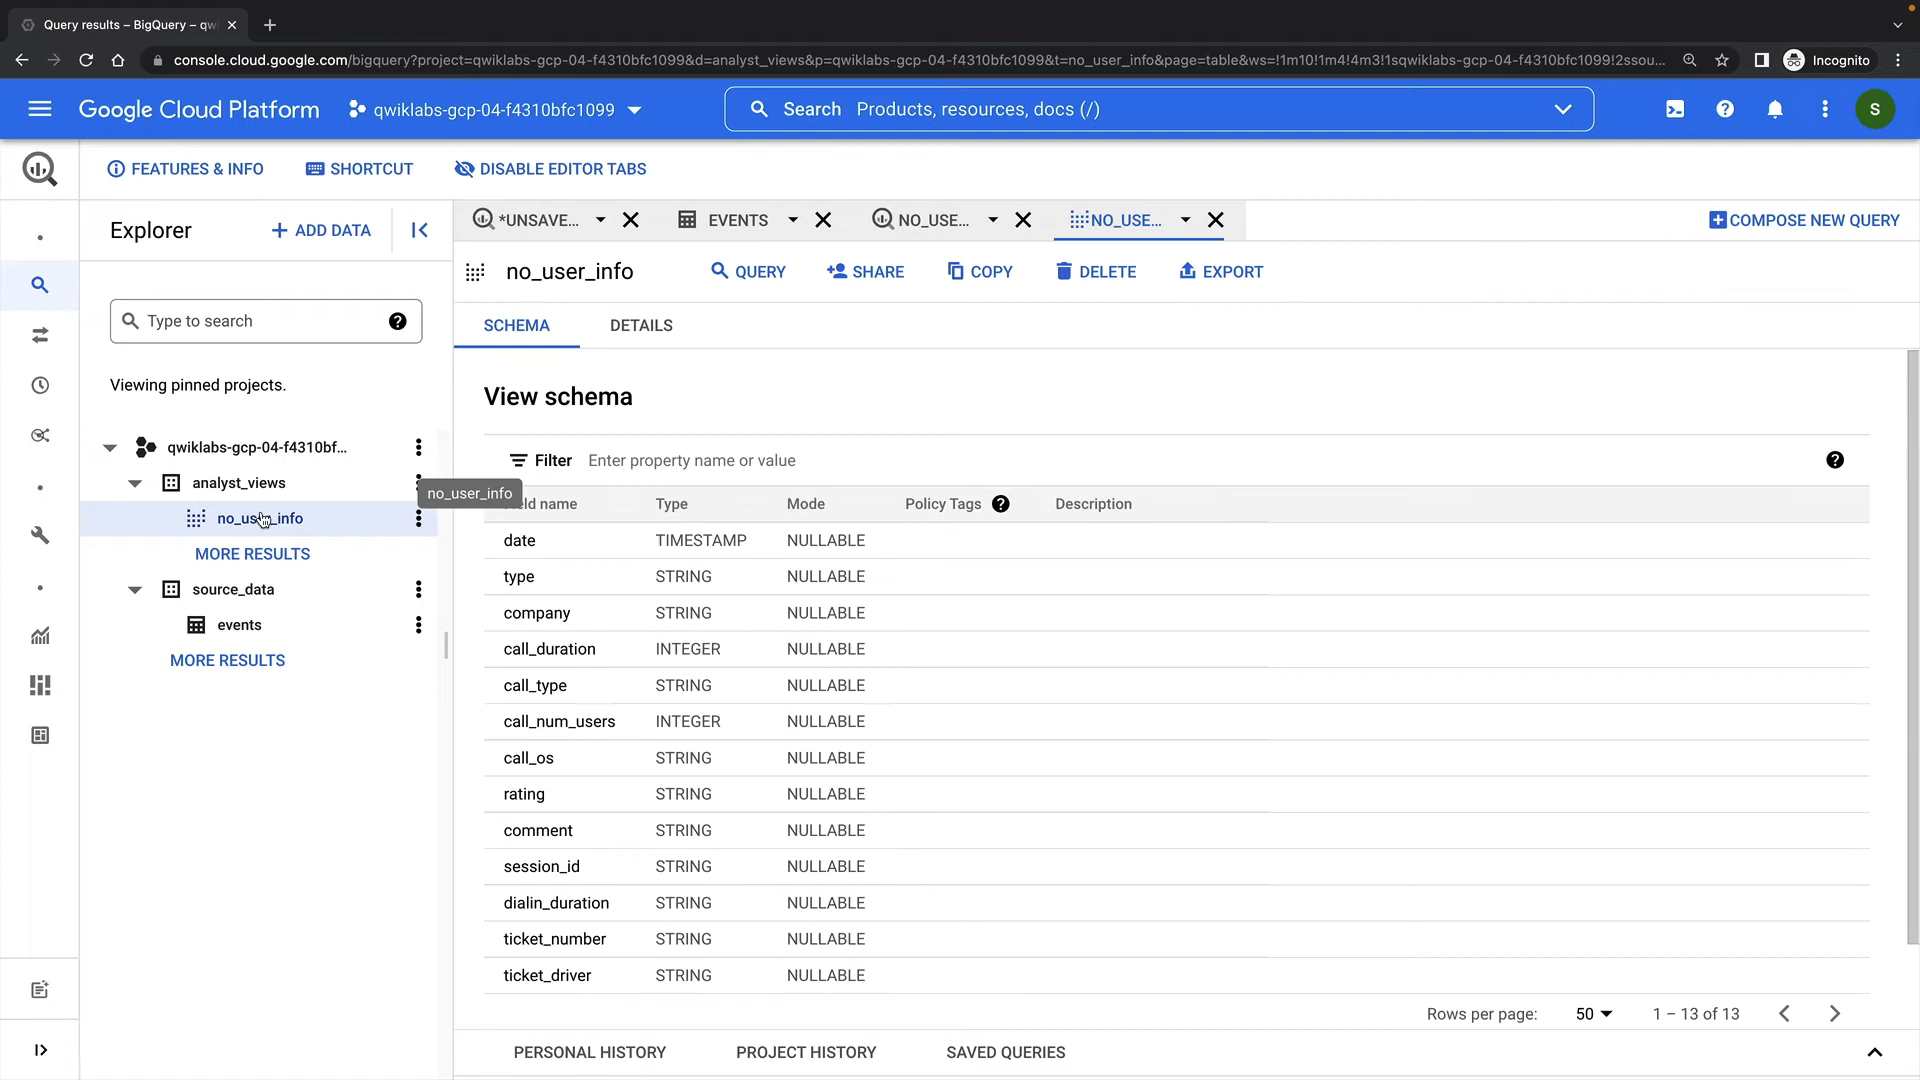 Query results – BigQuery – qw
console.cloud.google.com/bigquery?project=qwiklabs-gcp-04-f4310bfc1099&d=analyst_views&p=qwiklabs-gcp-04-f4310bfc1099&t=no_user_info&page=table&ws=!1m10!1m4!4m3!1sqwiklabs-gcp-04-f4310bfc1099!2ssou...
Incognito
Google Cloud Platform
qwiklabs-gcp-04-f4310bfc1099
Search Products, resources, docs (/)
S
FEATURES & INFO
SHORTCUT
DISABLE EDITOR TABS
Explorer
+ ADD DATA
*UNSAVE...
EVENTS
NO_USE...
NO_USE...
COMPOSE NEW QUERY
no_user_info
QUERY
SHARE
COPY
DELETE
EXPORT
Type to search
SCHEMA
DETAILS
Viewing pinned projects.
View schema
qwiklabs-gcp-04-f4310bf...
analyst_views
no_user_info
no_user_info
MORE RESULTS
source_data
events
MORE RESULTS
Filter Enter property name or value
Field name Type Mode Policy Tags Description
date TIMESTAMP NULLABLE
type STRING NULLABLE
company STRING NULLABLE
call_duration INTEGER NULLABLE
call_type STRING NULLABLE
call_num_users INTEGER NULLABLE
call_os STRING NULLABLE
rating STRING NULLABLE
comment STRING NULLABLE
session_id STRING NULLABLE
dialin_duration STRING NULLABLE
ticket_number STRING NULLABLE
ticket_driver STRING NULLABLE
Rows per page: 50 1 – 13 of 13
PERSONAL HISTORY
PROJECT HISTORY
SAVED QUERIES